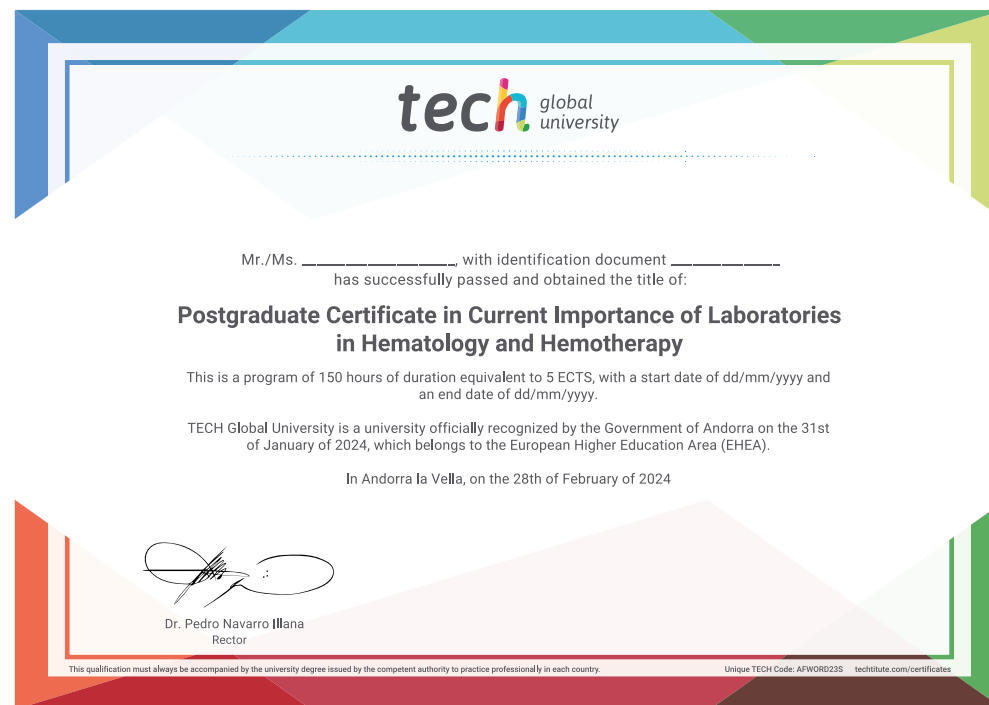 tech global university
Mr./Ms. ____________________, with identification document ______________
has successfully passed and obtained the title of:
Postgraduate Certificate in Current Importance of Laboratories
in Hematology and Hemotherapy
This is a program of 150 hours of duration equivalent to 5 ECTS, with a start date of dd/mm/yyyy and
an end date of dd/mm/yyyy.
TECH Global University is a university officially recognized by the Government of Andorra on the 31st
of January of 2024, which belongs to the European Higher Education Area (EHEA).
In Andorra la Vella, on the 28th of February of 2024
Dr. Pedro Navarro Illana
Rector
This qualification must always be accompanied by the university degree issued by the competent authority to practice professionally in each country. Unique TECH Code: AFWORD23S techtitute.com/certificates